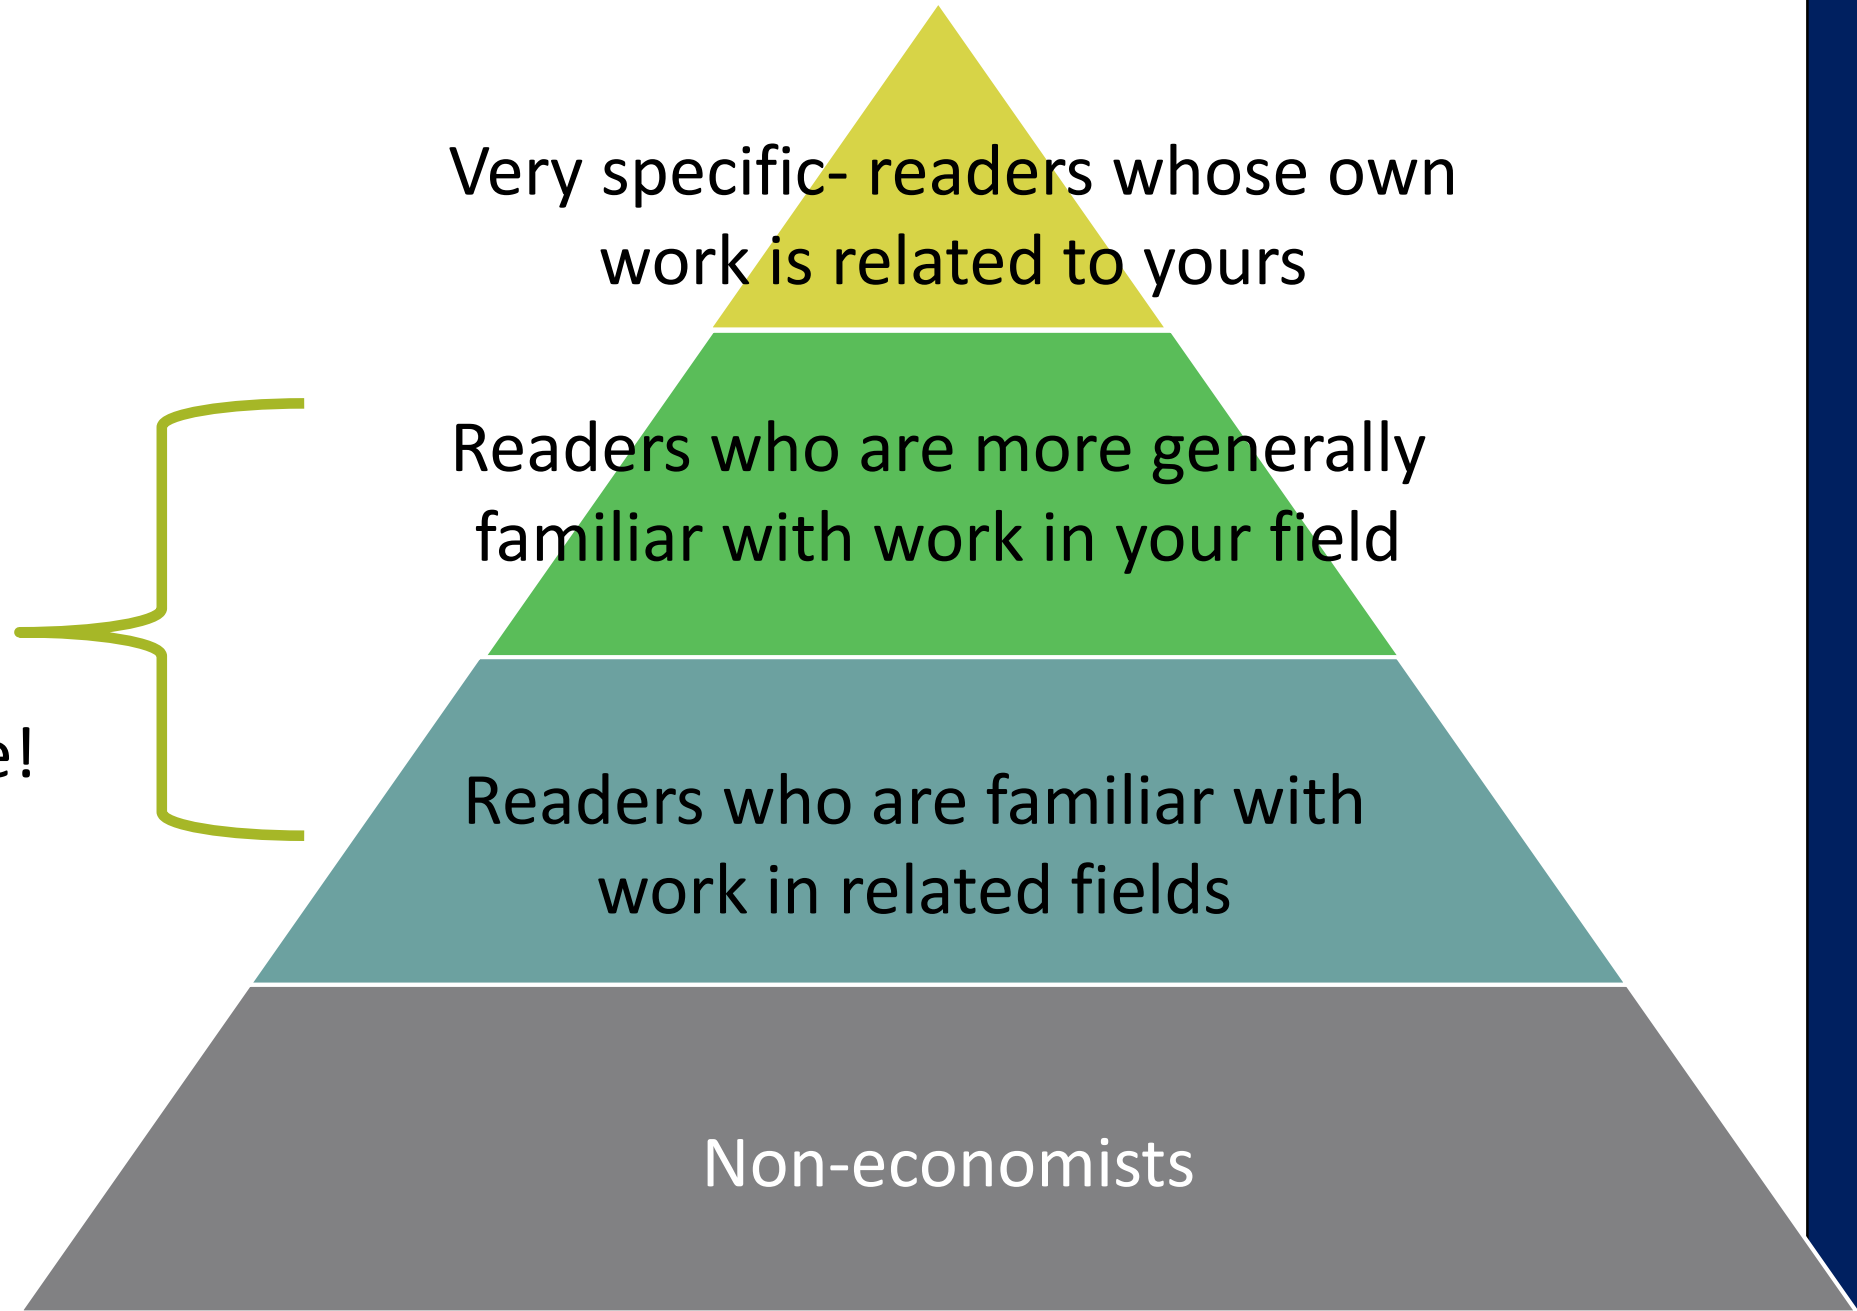 Very specific- readers whose own
work is related to yours
Readers who are more generally
familiar with work in your field
e!
Readers who are familiar with
work in related fields
Non-economists